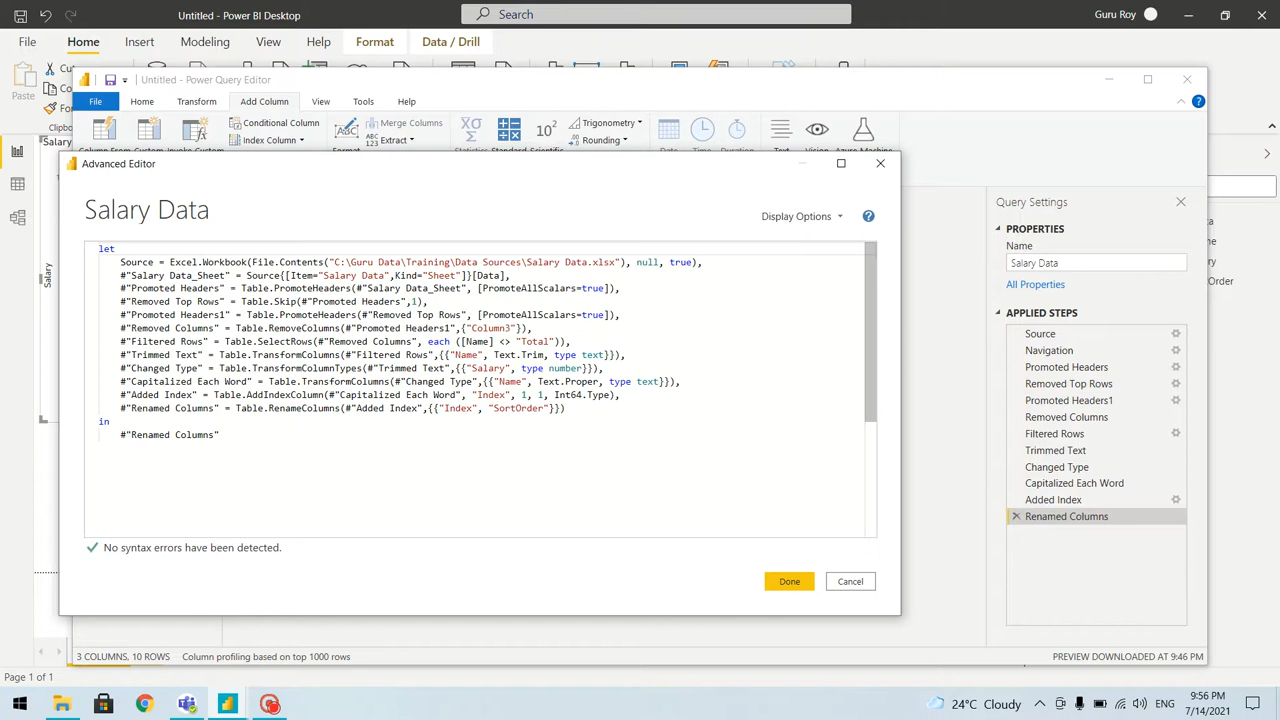 Untitled - Power BI Desktop
Search
Guru Roy
File Home Insert Modeling View Help Format Data / Drill
Paste
Cu
Co
Fo
Clipb
Untitled - Power Query Editor
File Home Transform Add Column View Tools Help
Conditional Column
Index Column
Merge Columns
ABC
ABC
123 Extract
Trigonometry
Rounding
10²
Salary
Salary
Advanced Editor
Salary Data
Display Options
let
Source = Excel.Workbook(File.Contents("C:\Guru Data\Training\Data Sources\Salary Data.xlsx"), null, true),
#"Salary Data_Sheet" = Source{[Item="Salary Data",Kind="Sheet"]}[Data],
#"Promoted Headers" = Table.PromoteHeaders(#"Salary Data_Sheet", [PromoteAllScalars=true]),
#"Removed Top Rows" = Table.Skip(#"Promoted Headers",1),
#"Promoted Headers1" = Table.PromoteHeaders(#"Removed Top Rows", [PromoteAllScalars=true]),
#"Removed Columns" = Table.RemoveColumns(#"Promoted Headers1",{"Column3"}),
#"Filtered Rows" = Table.SelectRows(#"Removed Columns", each ([Name] <> "Total")),
#"Trimmed Text" = Table.TransformColumns(#"Filtered Rows",{{"Name", Text.Trim, type text}}),
#"Changed Type" = Table.TransformColumnTypes(#"Trimmed Text",{{"Salary", type number}}),
#"Capitalized Each Word" = Table.TransformColumns(#"Changed Type",{{"Name", Text.Proper, type text}}),
#"Added Index" = Table.AddIndexColumn(#"Capitalized Each Word", "Index", 1, 1, Int64.Type),
#"Renamed Columns" = Table.RenameColumns(#"Added Index",{{"Index", "SortOrder"}})
in
#"Renamed Columns"
No syntax errors have been detected.
Done Cancel
Query Settings
PROPERTIES
Name
Salary Data
All Properties
APPLIED STEPS
Source
Navigation
Promoted Headers
Removed Top Rows
Promoted Headers1
Removed Columns
Filtered Rows
Trimmed Text
Changed Type
Capitalized Each Word
Added Index
Renamed Columns
Order
3 COLUMNS, 10 ROWS Column profiling based on top 1000 rows
PREVIEW DOWNLOADED AT 9:46 PM
Page 1 of 1
24°C Cloudy
ENG
9:56 PM
7/14/2021